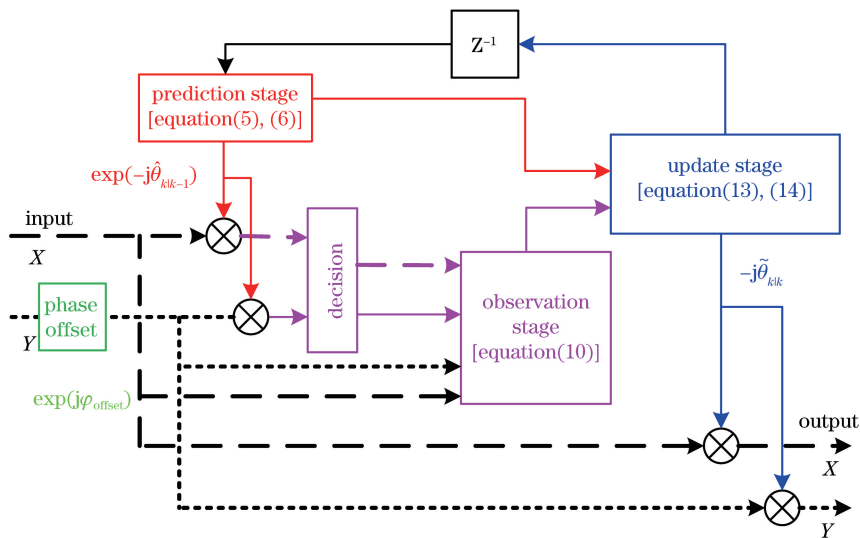 Z⁻¹
prediction stage
[equation(5), (6)]
exp(−jθ̂ₖ|ₖ₋₁)
update stage
[equation(13), (14)]
input
X
decision
observation
stage
[equation(10)]
−jθ̃ₖ|ₖ
phase
offset
Y
exp(jφoffset)
output
X
Y